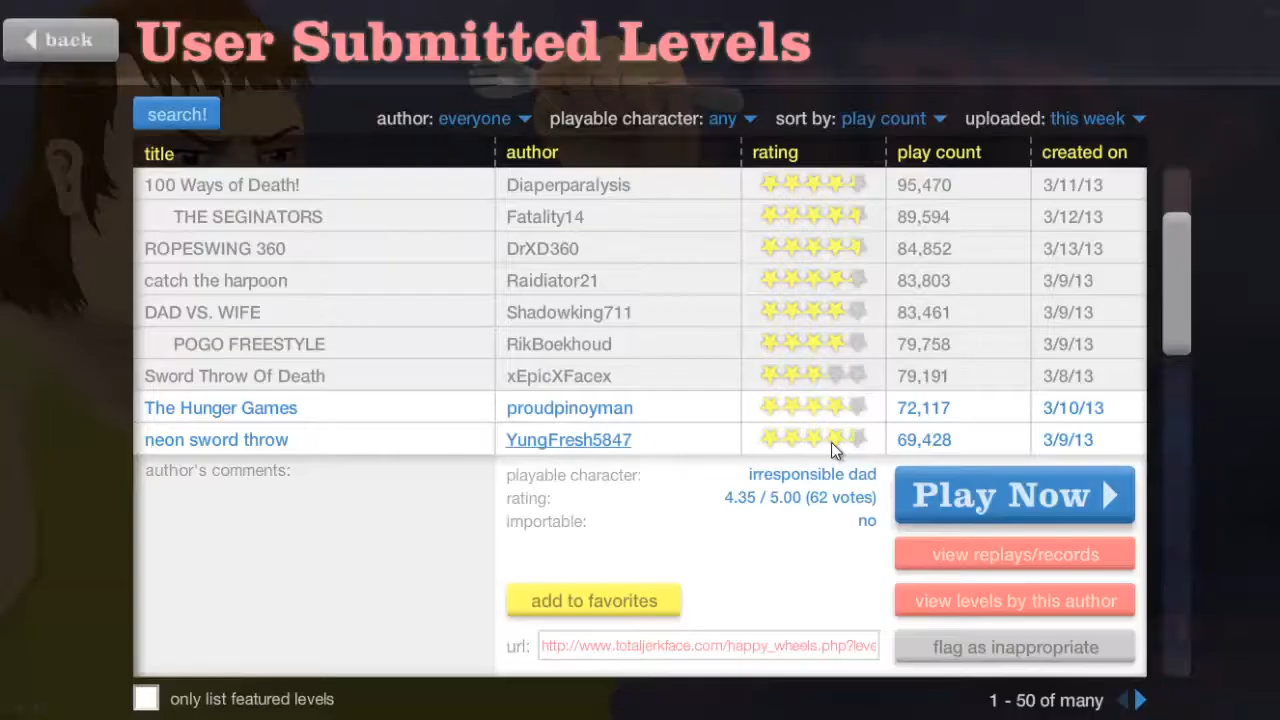 back
User Submitted Levels
search!
author: everyone playable character: any sort by: play count uploaded: this week
title author rating play count created on
100 Ways of Death! Diaperparalysis 95,470 3/11/13
THE SEGINATORS Fatality14 89,594 3/12/13
ROPESWING 360 DrXD360 84,852 3/13/13
catch the harpoon Raidiator21 83,803 3/9/13
DAD VS. WIFE Shadowking711 83,461 3/9/13
POGO FREESTYLE RikBoekhoud 79,758 3/9/13
Sword Throw Of Death xEpicXFacex 79,191 3/8/13
The Hunger Games proudpinoyman 72,117 3/10/13
neon sword throw YungFresh5847 69,428 3/9/13
author's comments:
playable character: irresponsible dad
rating: 4.35 / 5.00 (62 votes)
importable: no
Play Now
view replays/records
add to favorites
view levels by this author
url: http://www.totaljerkface.com/happy_wheels.php?leve
flag as inappropriate
only list featured levels
1 - 50 of many